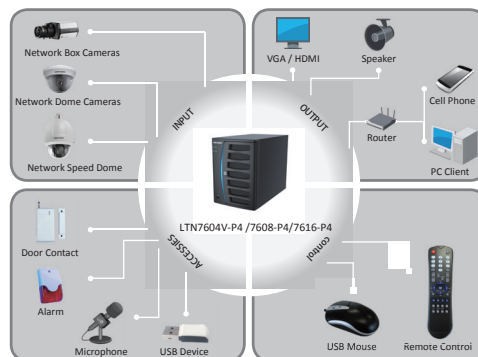 Network Box Cameras
Network Dome Cameras
Network Speed Dome
INPUT
VGA / HDMI
Speaker
OUTPUT
Cell Phone
Router
PC Client
LTN7604V-P4 /7608-P4/7616-P4
ACCESSIES
Door Contact
Alarm
Microphone
USB Device
control
USB Mouse
Remote Control